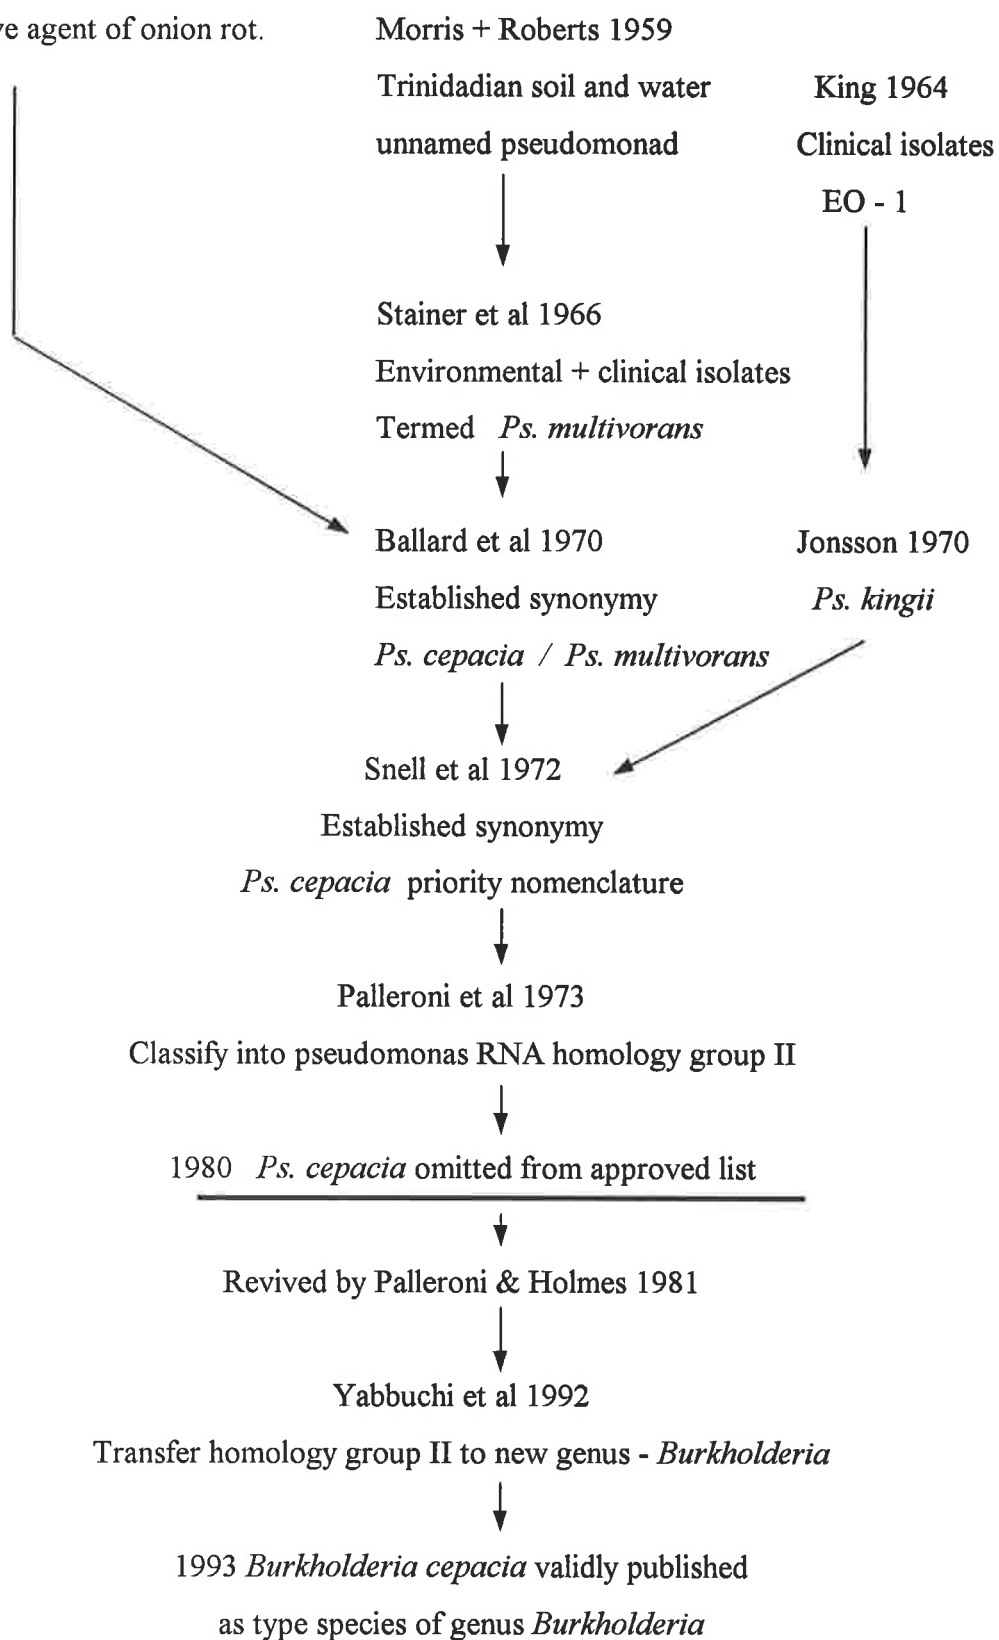 agent of onion rot.
Morris + Roberts 1959
Trinidadian soil and water
unnamed pseudomonad
King 1964
Clinical isolates
EO - 1
Stainer et al 1966
Environmental + clinical isolates
Termed Ps. multivorans
Ballard et al 1970
Established synonymy
Ps. cepacia / Ps. multivorans
Jonsson 1970
Ps. kingii
Snell et al 1972
Established synonymy
Ps. cepacia priority nomenclature
Palleroni et al 1973
Classify into pseudomonas RNA homology group II
1980 Ps. cepacia omitted from approved list
Revived by Palleroni & Holmes 1981
Yabbuchi et al 1992
Transfer homology group II to new genus - Burkholderia
1993 Burkholderia cepacia validly published
as type species of genus Burkholderia